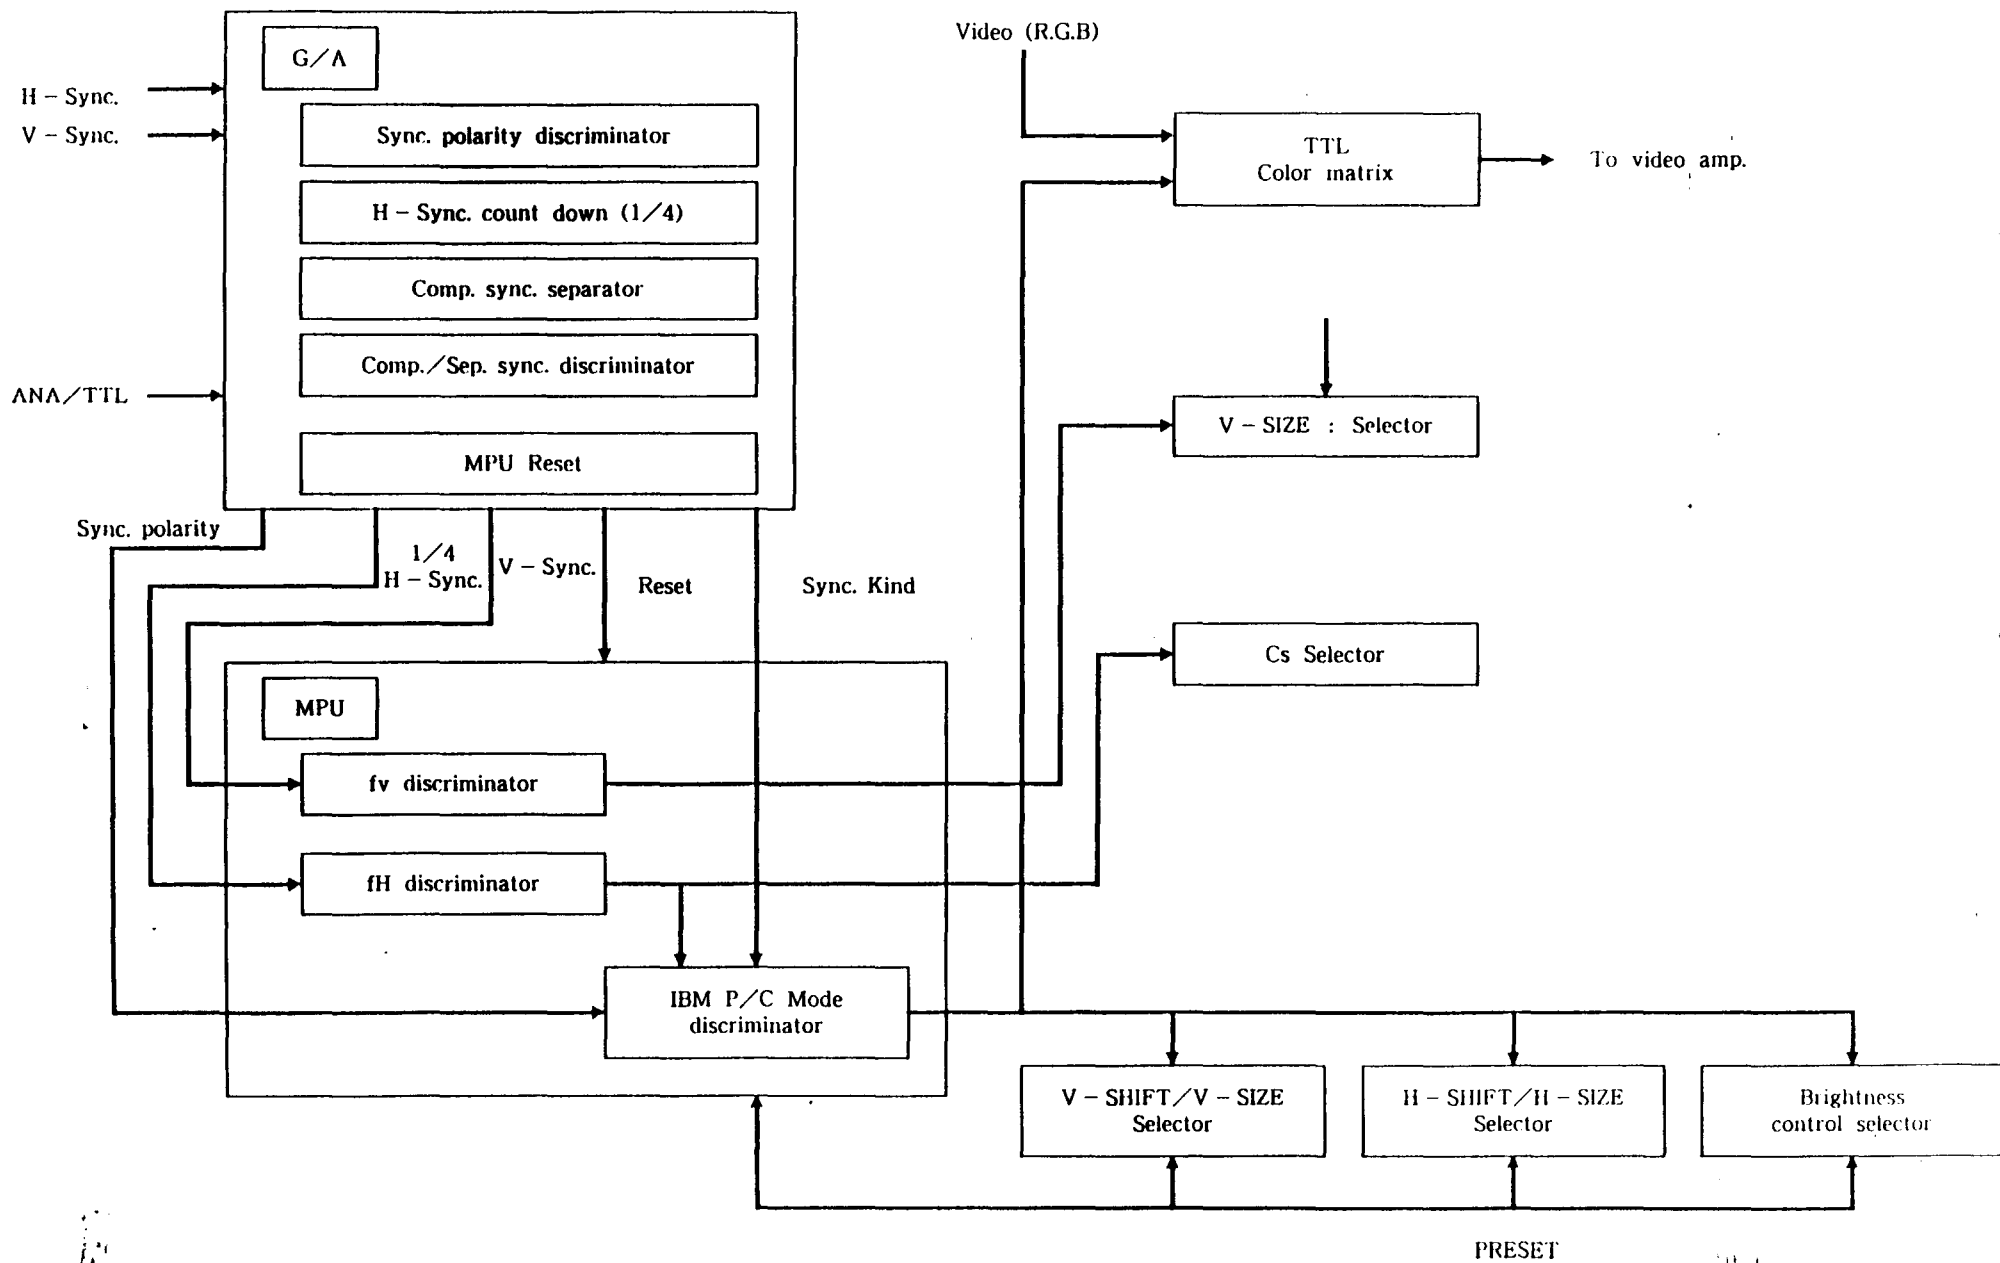 Video (R.G.B)
G/A
H – Sync.
V – Sync.
Sync. polarity discriminator
TTL
Color matrix
To video amp.
H – Sync. count down (1/4)
Comp. sync. separator
Comp./Sep. sync. discriminator
ANA/TTL
V – SIZE : Selector
MPU Reset
Sync. polarity
1/4
H – Sync.
V – Sync.
Reset
Sync. Kind
Cs Selector
MPU
fv discriminator
fH discriminator
IBM P/C Mode
discriminator
V – SHIFT/V – SIZE
Selector
H – SHIFT/H – SIZE
Selector
Brightness
control selector
PRESET